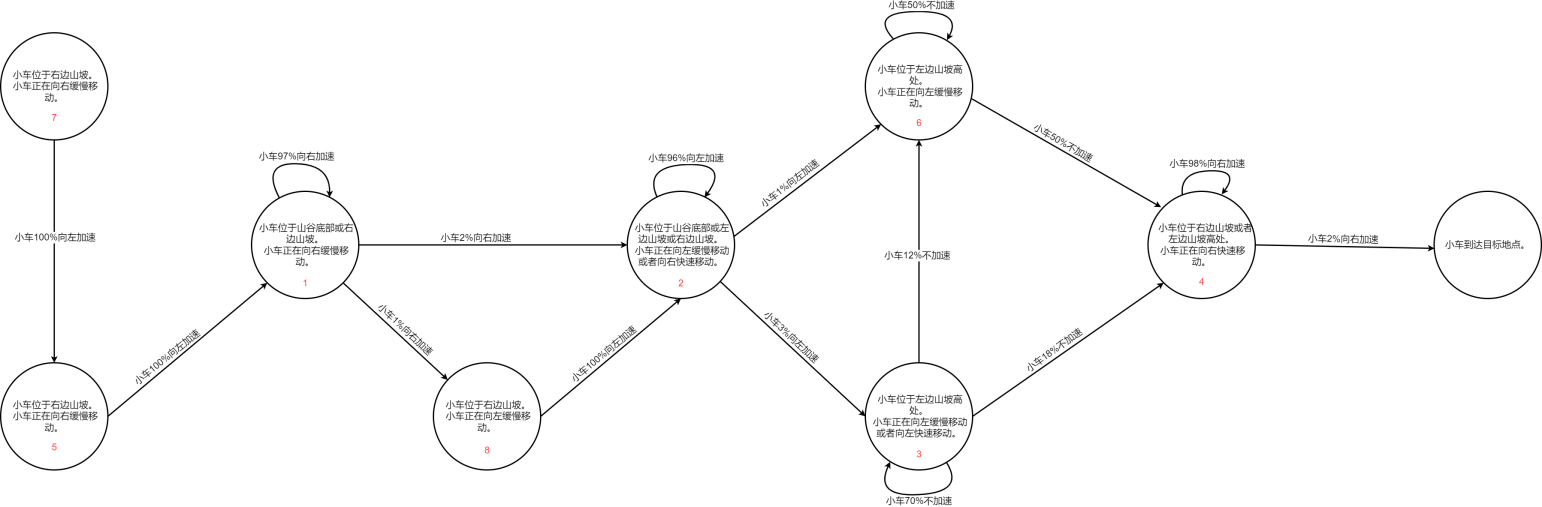 小车50%不加速
小车位于右边山坡。
小车正在向右缓慢移
动。
7
小车位于左边山坡高
处。
小车正在向左缓慢移
动。
6
小车50%不加速
小车97%向右加速
小车96%向左加速
小车1%向左加速
小车98%向右加速
小车100%向左加速
小车位于山谷底部或右
边山坡。
小车正在向右缓慢移
动。
1
小车2%向右加速
小车位于山谷底部或左
边山坡或右边山坡。
小车正在向左缓慢移动
或者向右快速移动。
2
小车12%不加速
小车位于右边山坡或者
左边山坡高处。
小车正在向右快速移
动。
4
小车2%向右加速
小车到达目标地点。
小车100%向左加速
小车1%向右加速
小车100%向左加速
小车3%向左加速
小车18%不加速
小车位于右边山坡。
小车正在向右缓慢移
动。
5
小车位于右边山坡。
小车正在向左缓慢移
动。
8
小车位于左边山坡高
处。
小车正在向左缓慢移动
或者向左快速移动。
3
小车70%不加速